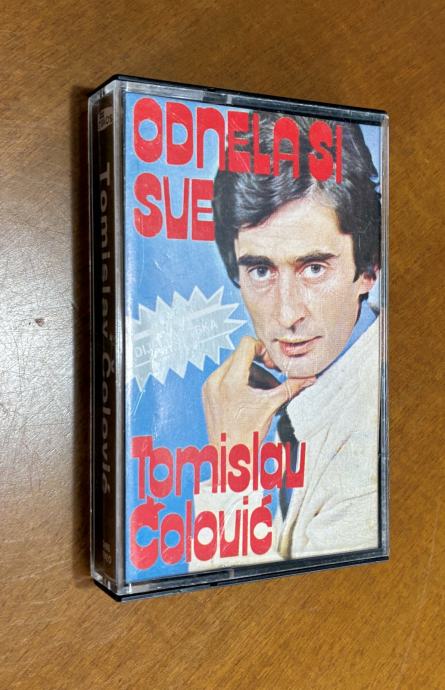 ODNELA SI
SVE
Tomislav
Čolović
Tomislav Čolović